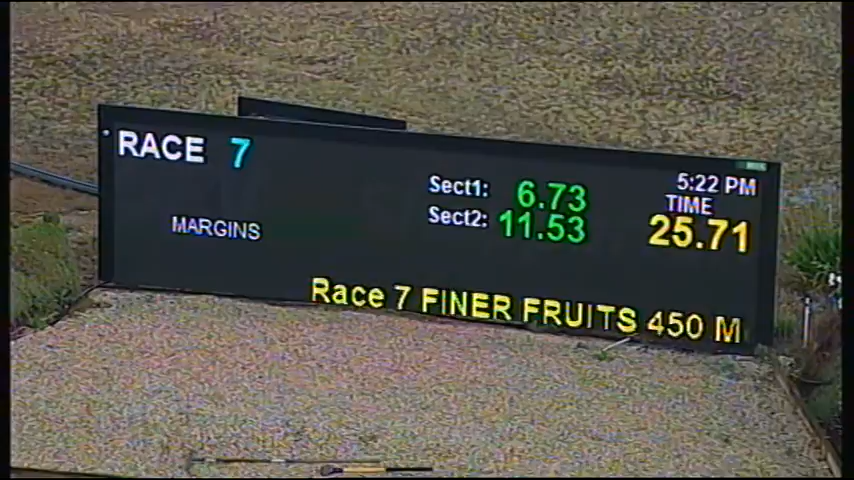 RACE 7
5:22 PM
Sect1: 6.73
TIME
Sect2: 11.53
25.71
MARGINS
Race 7 FINER FRUITS 450 M